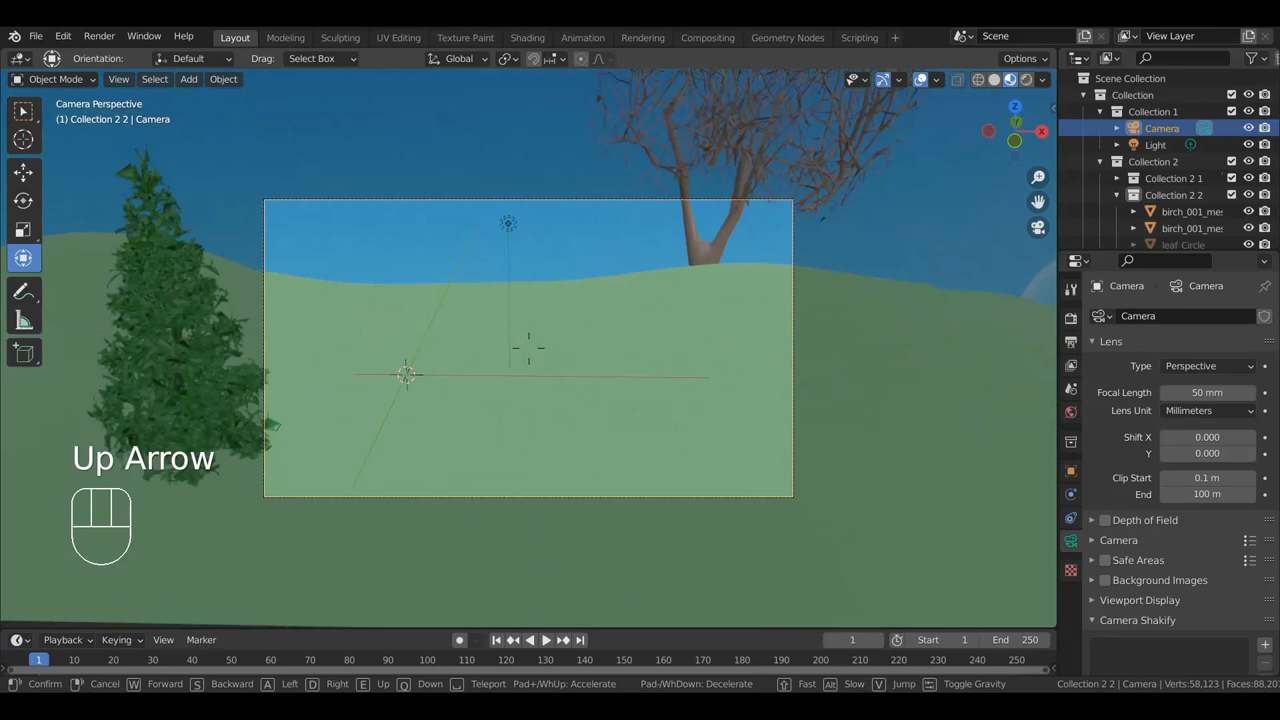 File Edit Render Window Help Layout Modeling Sculpting UV Editing Texture Paint Shading Animation Rendering Compositing Geometry Nodes Scripting + Scene View Layer
Orientation: Default Drag: Select Box Global Options
Object Mode View Select Add Object
Camera Perspective
(1) Collection 2 2 | Camera
Z
Y
X
Up Arrow
Scene Collection
Collection
Collection 1
Camera
Light
Collection 2
Collection 2 1
Collection 2 2
birch_001_mes
birch_001_mes
leaf Circle
Camera Camera
Camera
Lens
Type Perspective
Focal Length 50 mm
Lens Unit Millimeters
Shift X 0.000
Y 0.000
Clip Start 0.1 m
End 100 m
Depth of Field
Camera
Safe Areas
Background Images
Viewport Display
Camera Shakify
Playback Keying View Marker 1 Start 1 End 250
1 10 20 30 40 50 60 70 80 90 100 110 120 130 140 150 160 170 180 190 200 210 220 230 240 250
Confirm Cancel W Forward S Backward A Left D Right E Up Q Down Teleport Pad+/WhUp: Accelerate Pad-/WhDown: Decelerate Fast Alt Slow V Jump Toggle Gravity Collection 2 2 | Camera Verts:58,123 Faces:88,207